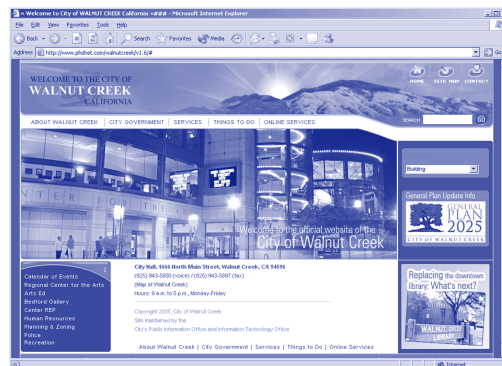 « Welcome to City of WALNUT CREEK California «### - Microsoft Internet Explorer
File Edit View Favorites Tools Help
Back Search Favorites Media
Address http://www.phdnet.com/walnutcreek/v1.6/# Go
WELCOME TO THE CITY OF
WALNUT CREEK
CALIFORNIA
HOME SITE MAP CONTACT
ABOUT WALNUT CREEK CITY GOVERNMENT SERVICES THINGS TO DO ONLINE SERVICES
SEARCH GO
Building
General Plan Update Info
GENERAL
PLAN
2025
CITY OF WALNUT CREEK
Welcome to the official website of the
City of Walnut Creek
Calendar of Events
Regional Center for the Arts
Arts Ed
Bedford Gallery
Center REP
Human Resources
Planning & Zoning
Police
Recreation
City Hall, 1666 North Main Street, Walnut Creek, CA 94596
(925) 943-5800 (voice) / (925) 943-5897 (fax)
(Map of Walnut Creek)
Hours: 8 a.m. to 5 p.m., Monday-Friday
Copyright 2005, City of Walnut Creek
Site maintained by the
City's Public Information Office and Information Technology Office
About Walnut Creek | City Government | Services | Things to Do | Online Services
Replacing the downtown
library: What's next?
WALNUT CREEK
LIBRARY
Internet